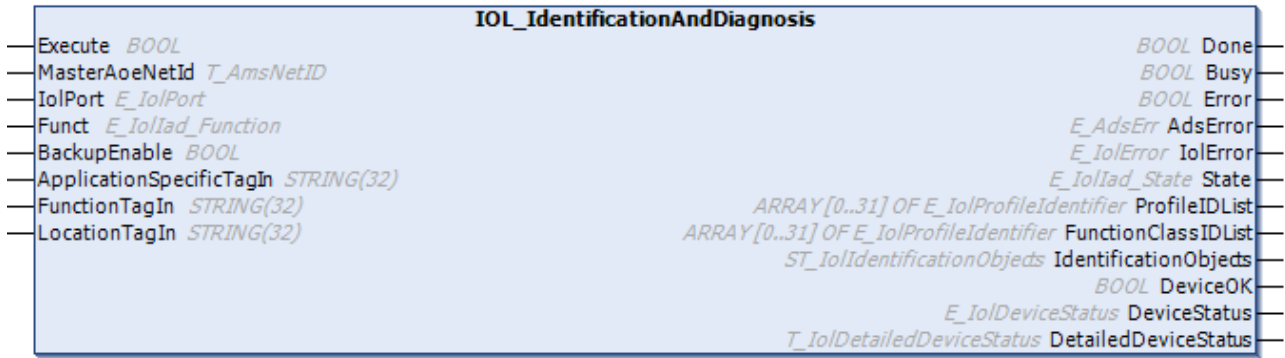 IOL_IdentificationAndDiagnosis
Execute BOOL BOOL Done
MasterAoeNetId T_AmsNetID BOOL Busy
IolPort E_IolPort BOOL Error
Funct E_IolIad_Function E_AdsErr AdsError
BackupEnable BOOL E_IolError IolError
ApplicationSpecificTagIn STRING(32) E_IolIad_State State
FunctionTagIn STRING(32) ARRAY [0..31] OF E_IolProfileIdentifier ProfileIDList
LocationTagIn STRING(32) ARRAY [0..31] OF E_IolProfileIdentifier FunctionClassIDList
ST_IolIdentificationObjects IdentificationObjects
BOOL DeviceOK
E_IolDeviceStatus DeviceStatus
T_IolDetailedDeviceStatus DetailedDeviceStatus